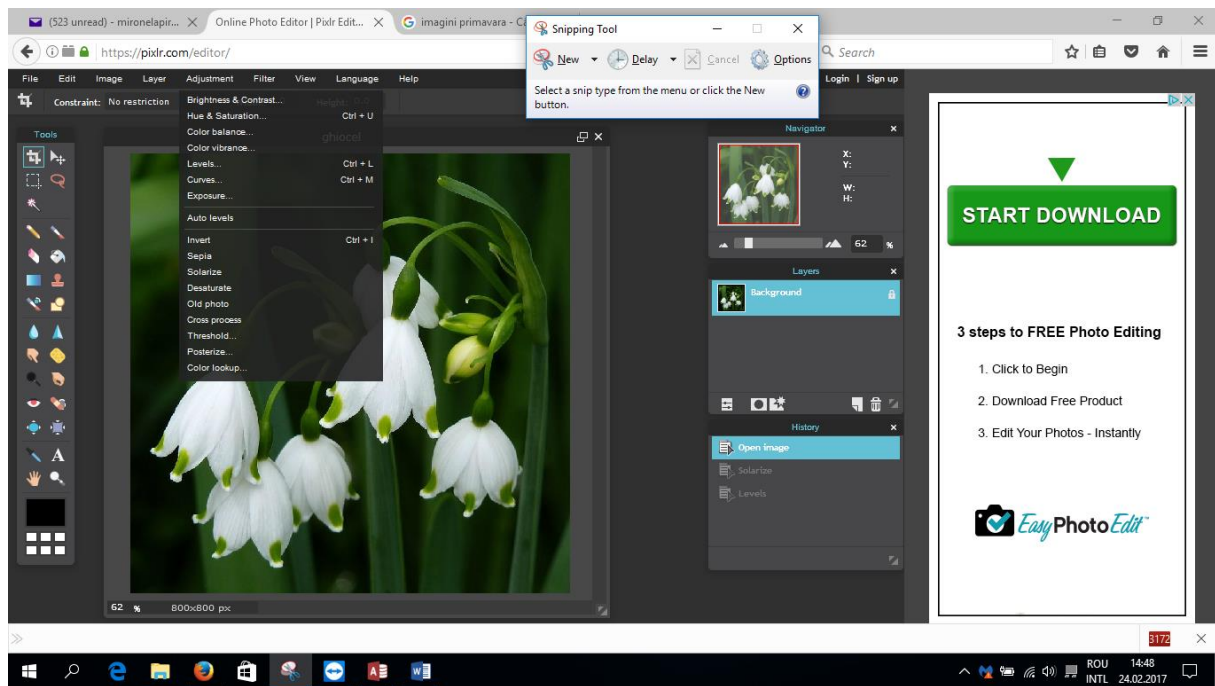 (523 unread) - mironelapir...
Online Photo Editor | Pixlr Edit...
imagini primavara - Ca
Snipping Tool
https://pixlr.com/editor/
Search
New
Delay
Cancel
Options
Select a snip type from the menu or click the New
button.
File Edit Image Layer Adjustment Filter View Language Help
Login | Sign up
Constraint: No restriction
Height: 0
Brightness & Contrast...
Hue & Saturation... Ctrl + U
Color balance...
Color vibrance...
Levels... Ctrl + L
Curves... Ctrl + M
Exposure...
Auto levels
Invert Ctrl + I
Sepia
Solarize
Desaturate
Old photo
Cross process
Threshold...
Posterize...
Color lookup...
Tools
A
ghiocel
62 % 800x800 px
Navigator
X:
Y:
W:
H:
62 %
Layers
Background
History
Open image
Solarize
Levels
START DOWNLOAD
3 steps to FREE Photo Editing
1. Click to Begin
2. Download Free Product
3. Edit Your Photos - Instantly
Easy Photo Edit™
3172
ROU
INTL
14:48
24.02.2017